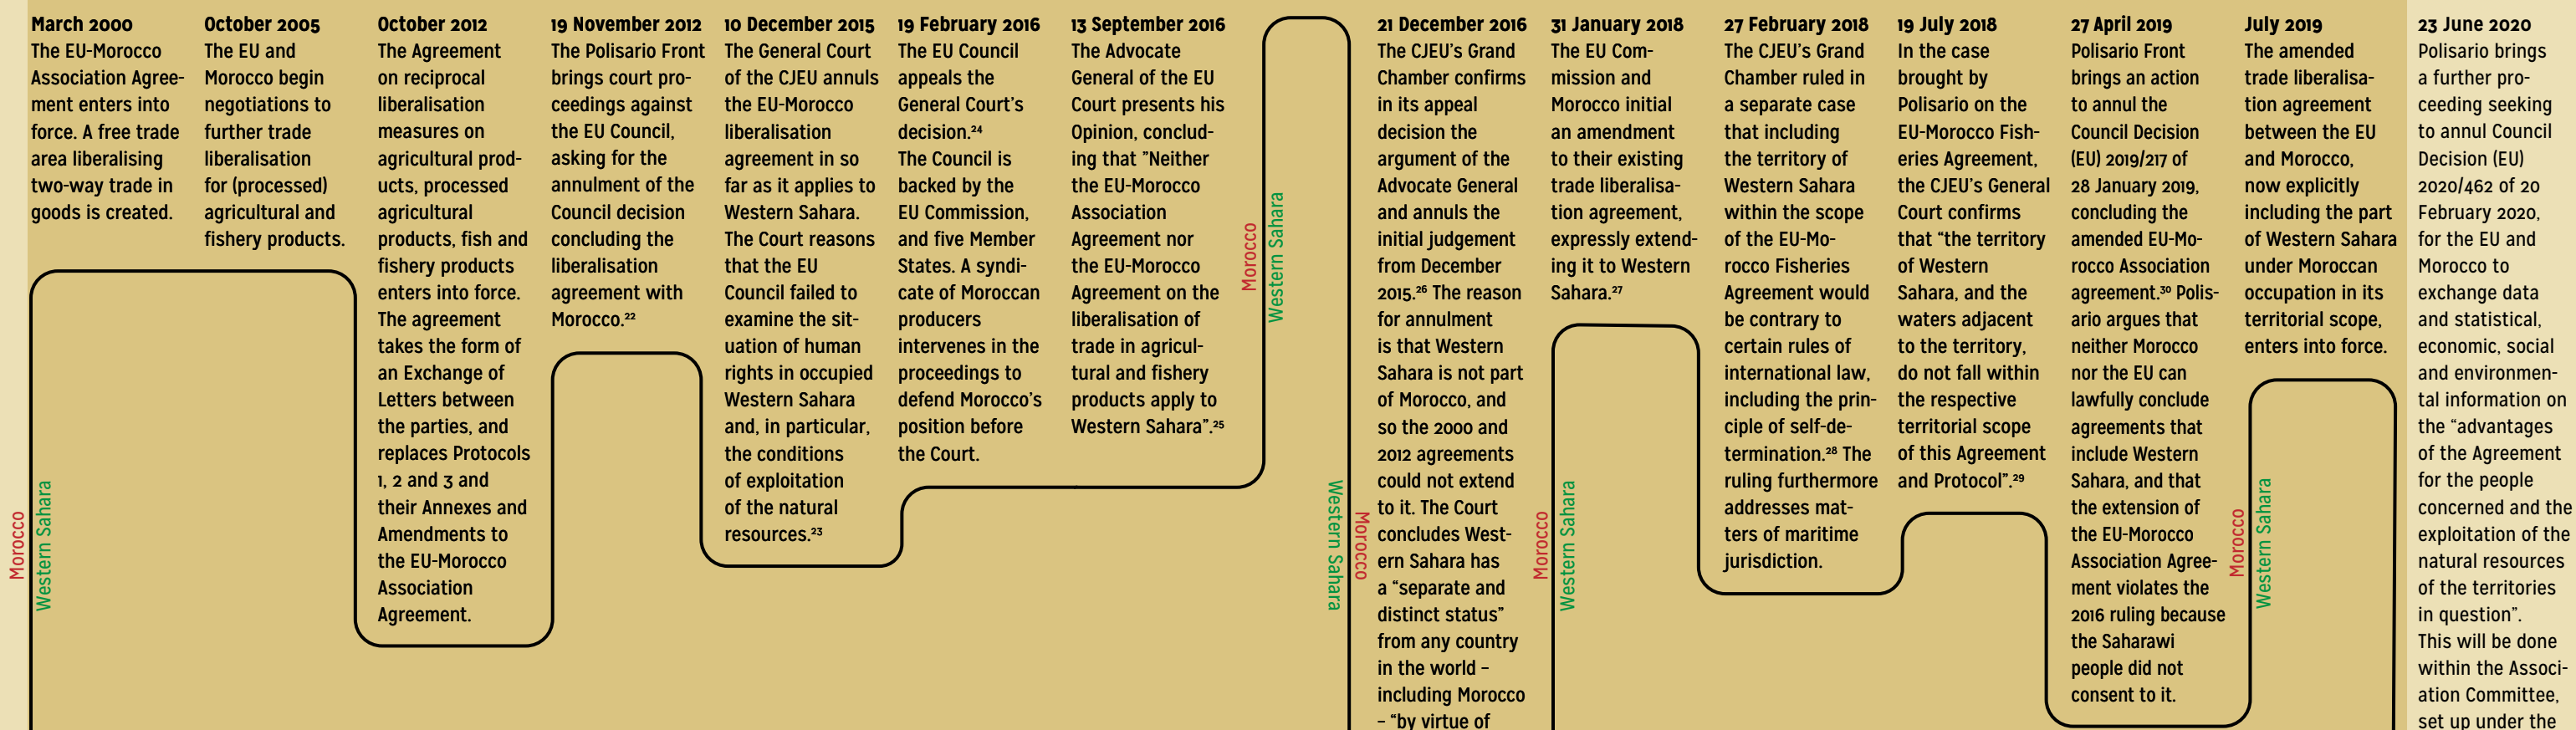 March 2000
The EU-Morocco
Association Agree-
ment enters into
force. A free trade
area liberalising
two-way trade in
goods is created.
October 2005
The EU and
Morocco begin
negotiations to
further trade
liberalisation
for (processed)
agricultural and
fishery products.
October 2012
The Agreement
on reciprocal
liberalisation
measures on
agricultural prod-
ucts, processed
agricultural
products, fish and
fishery products
enters into force.
The agreement
takes the form of
an Exchange of
Letters between
the parties, and
replaces Protocols
1, 2 and 3 and
their Annexes and
Amendments to
the EU-Morocco
Association
Agreement.
19 November 2012
The Polisario Front
brings court pro-
ceedings against
the EU Council,
asking for the
annulment of the
Council decision
concluding the
liberalisation
agreement with
Morocco.²²
10 December 2015
The General Court
of the CJEU annuls
the EU-Morocco
liberalisation
agreement in so
far as it applies to
Western Sahara.
The Court reasons
that the EU
Council failed to
examine the sit-
uation of human
rights in occupied
Western Sahara
and, in particular,
the conditions
of exploitation
of the natural
resources.²³
19 February 2016
The EU Council
appeals the
General Court's
decision.²⁴
The Council is
backed by the
EU Commission,
and five Member
States. A syndi-
cate of Moroccan
producers
intervenes in the
proceedings to
defend Morocco's
position before
the Court.
13 September 2016
The Advocate
General of the EU
Court presents his
Opinion, conclud-
ing that ”Neither
the EU-Morocco
Association
Agreement nor
the EU-Morocco
Agreement on the
liberalisation of
trade in agricul-
tural and fishery
products apply to
Western Sahara”.²⁵
21 December 2016
The CJEU's Grand
Chamber confirms
in its appeal
decision the
argument of the
Advocate General
and annuls the
initial judgement
from December
2015.²⁶ The reason
for annulment
is that Western
Sahara is not part
of Morocco, and
so the 2000 and
2012 agreements
could not extend
to it. The Court
concludes West-
ern Sahara has
a “separate and
distinct status”
from any country
in the world –
including Morocco
– “by virtue of
31 January 2018
The EU Com-
mission and
Morocco initial
an amendment
to their existing
trade liberalisa-
tion agreement,
expressly extend-
ing it to Western
Sahara.²⁷
27 February 2018
The CJEU's Grand
Chamber ruled in
a separate case
that including
the territory of
Western Sahara
within the scope
of the EU-Mo-
rocco Fisheries
Agreement would
be contrary to
certain rules of
international law,
including the prin-
ciple of self-de-
termination.²⁸ The
ruling furthermore
addresses mat-
ters of maritime
jurisdiction.
19 July 2018
In the case
brought by
Polisario on the
EU-Morocco Fish-
eries Agreement,
the CJEU's General
Court confirms
that “the territory
of Western
Sahara, and the
waters adjacent
to the territory,
do not fall within
the respective
territorial scope
of this Agreement
and Protocol”.²⁹
27 April 2019
Polisario Front
brings an action
to annul the
Council Decision
(EU) 2019/217 of
28 January 2019,
concluding the
amended EU-Mo-
rocco Association
agreement.³⁰ Polis-
ario argues that
neither Morocco
nor the EU can
lawfully conclude
agreements that
include Western
Sahara, and that
the extension of
the EU-Morocco
Association Agree-
ment violates the
2016 ruling because
the Saharawi
people did not
consent to it.
July 2019
The amended
trade liberalisa-
tion agreement
between the EU
and Morocco,
now explicitly
including the part
of Western Sahara
under Moroccan
occupation in its
territorial scope,
enters into force.
23 June 2020
Polisario brings
a further pro-
ceeding seeking
to annul Council
Decision (EU)
2020/462 of 20
February 2020,
for the EU and
Morocco to
exchange data
and statistical,
economic, social
and environmen-
tal information on
the “advantages
of the Agreement
for the people
concerned and the
exploitation of the
natural resources
of the territories
in question”.
This will be done
within the Associ-
ation Committee,
set up under the
Morocco
Western Sahara
Morocco
Western Sahara
Western Sahara
Morocco
Morocco
Western Sahara
Morocco
Western Sahara